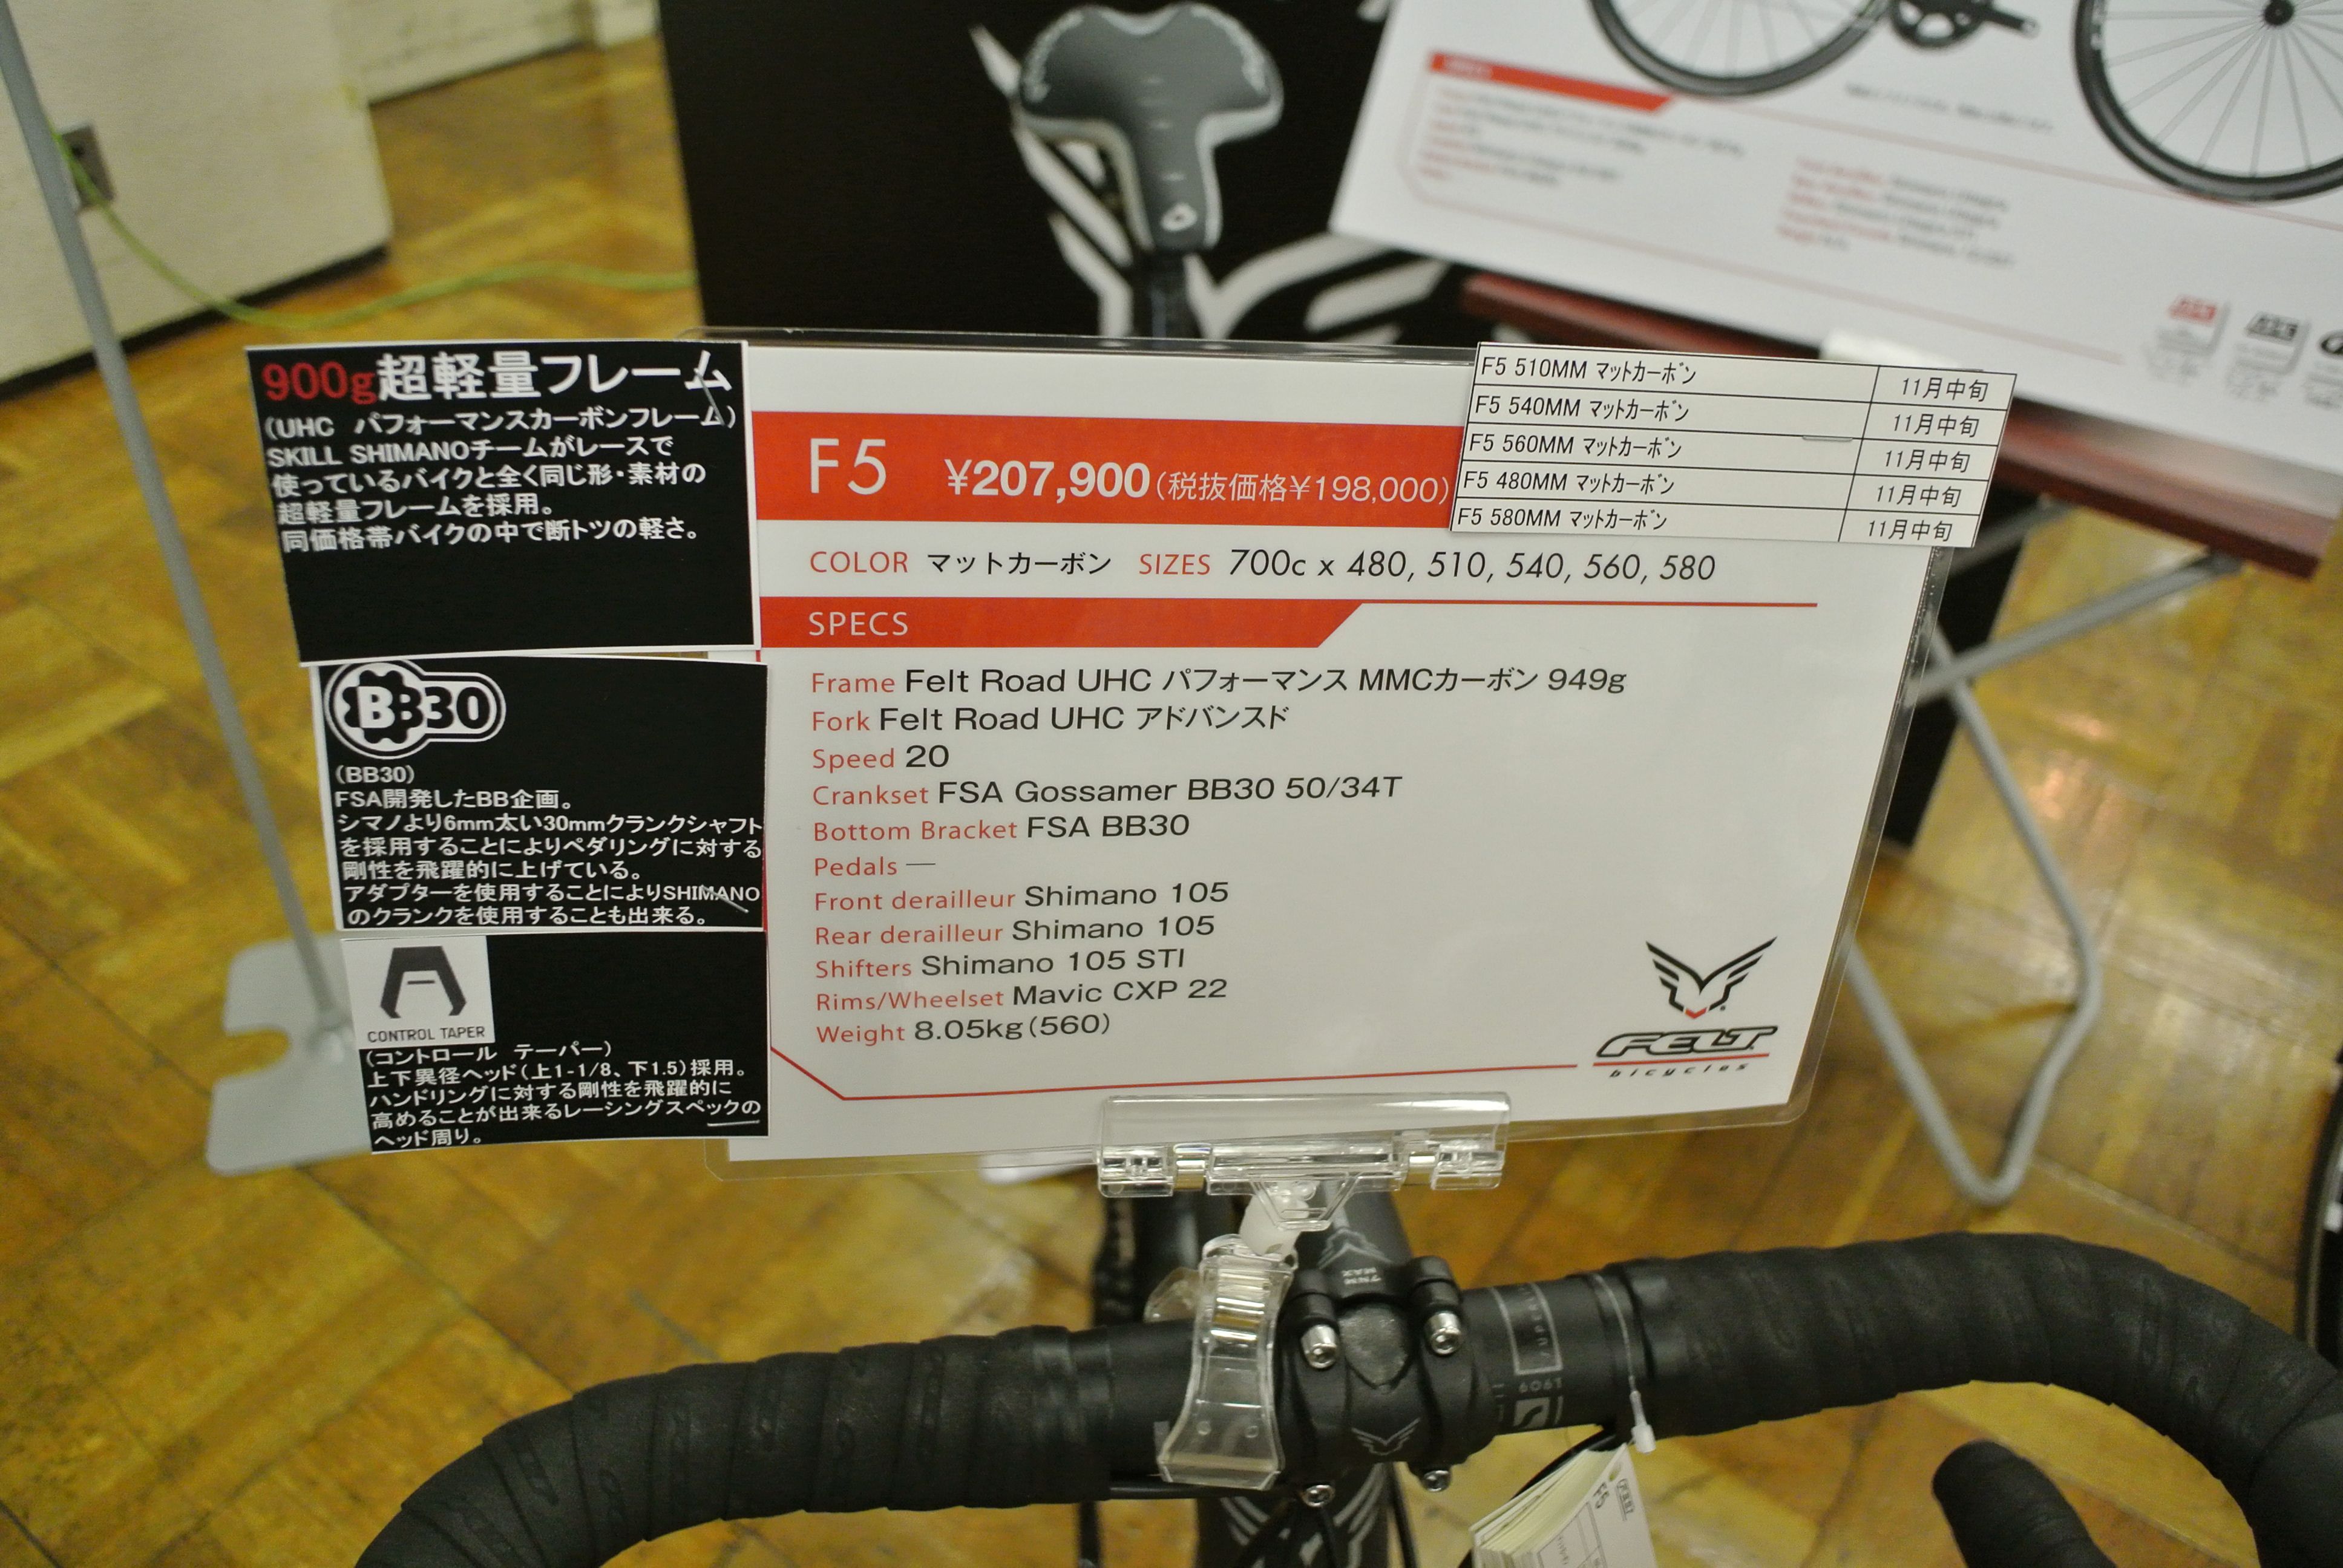 900g超軽量フレーム
(UHC パフォーマンスカーボンフレーム)
SKILL SHIMANOチームがレースで
使っているバイクと全く同じ形・素材の
超軽量フレームを採用。
同価格帯バイクの中で断トツの軽さ。
BB30
(BB30)
FSA開発したBB企画。
シマノより6mm太い30mmクランクシャフト
を採用することによりペダリングに対する
剛性を飛躍的に上げている。
アダプターを使用することによりSHIMANO
のクランクを使用することも出来る。
CONTROL TAPER
(コントロール テーパー)
上下異径ヘッド(上1-1/8、下1.5)採用。
ハンドリングに対する剛性を飛躍的に
高めることが出来るレーシングスペックの
ヘッド周り。
F5 ¥207,900(税抜価格¥198,000)
F5 510MM マットカーボン 11月中旬
F5 540MM マットカーボン 11月中旬
F5 560MM マットカーボン 11月中旬
F5 480MM マットカーボン 11月中旬
F5 580MM マットカーボン 11月中旬
COLOR マットカーボン SIZES 700c x 480, 510, 540, 560, 580
SPECS
Frame Felt Road UHC パフォーマンス MMCカーボン 949g
Fork Felt Road UHC アドバンスド
Speed 20
Crankset FSA Gossamer BB30 50/34T
Bottom Bracket FSA BB30
Pedals —
Front derailleur Shimano 105
Rear derailleur Shimano 105
Shifters Shimano 105 STI
Rims/Wheelset Mavic CXP 22
Weight 8.05kg(560)
FELT
bicycles
7NM
MAX
6061
F5